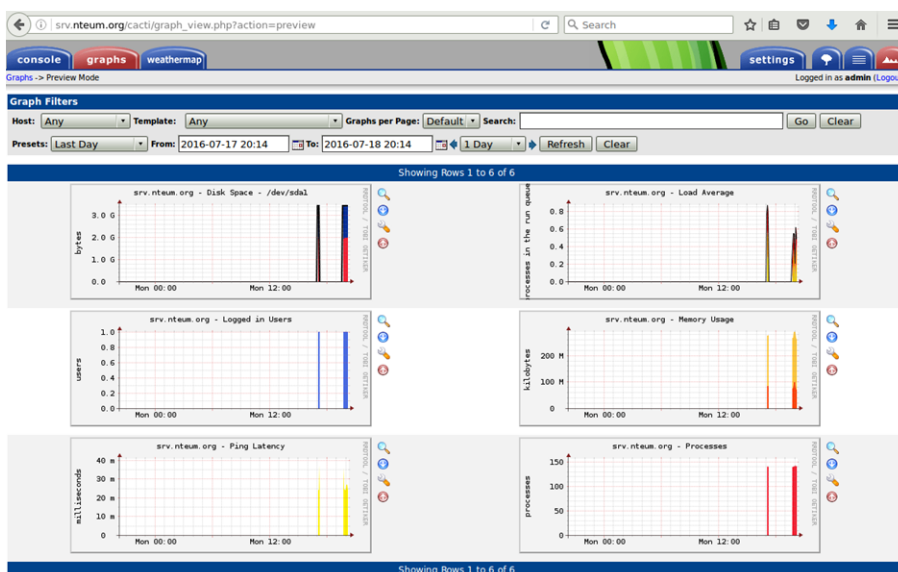 srv.nteum.org/cacti/graph_view.php?action=preview
Search
console graphs weathermap settings
Graphs -> Preview Mode Logged in as admin (Logou
Graph Filters
Host: Any Template: Any Graphs per Page: Default Search: Go Clear
Presets: Last Day From: 2016-07-17 20:14 To: 2016-07-18 20:14 1 Day Refresh Clear
Showing Rows 1 to 6 of 6
srv.nteum.org - Disk Space - /dev/sda1
bytes
3.0 G
2.0 G
1.0 G
0.0
Mon 00:00 Mon 12:00
RRDTOOL / TOBI OETIKER
srv.nteum.org - Load Average
rocesses in the run queue
0.8
0.6
0.4
0.2
0.0
Mon 00:00 Mon 12:00
RRDTOOL / TOBI OETIKER
srv.nteum.org - Logged in Users
users
1.0
0.8
0.6
0.4
0.2
0.0
Mon 00:00 Mon 12:00
RRDTOOL / TOBI OETIKER
srv.nteum.org - Memory Usage
kilobytes
200 M
100 M
0
Mon 00:00 Mon 12:00
RRDTOOL / TOBI OETIKER
srv.nteum.org - Ping Latency
milliseconds
40 m
30 m
20 m
10 m
0
Mon 00:00 Mon 12:00
RRDTOOL / TOBI OETIKER
srv.nteum.org - Processes
processes
150
100
50
0
Mon 00:00 Mon 12:00
RRDTOOL / TOBI OETIKER
Showing Rows 1 to 6 of 6